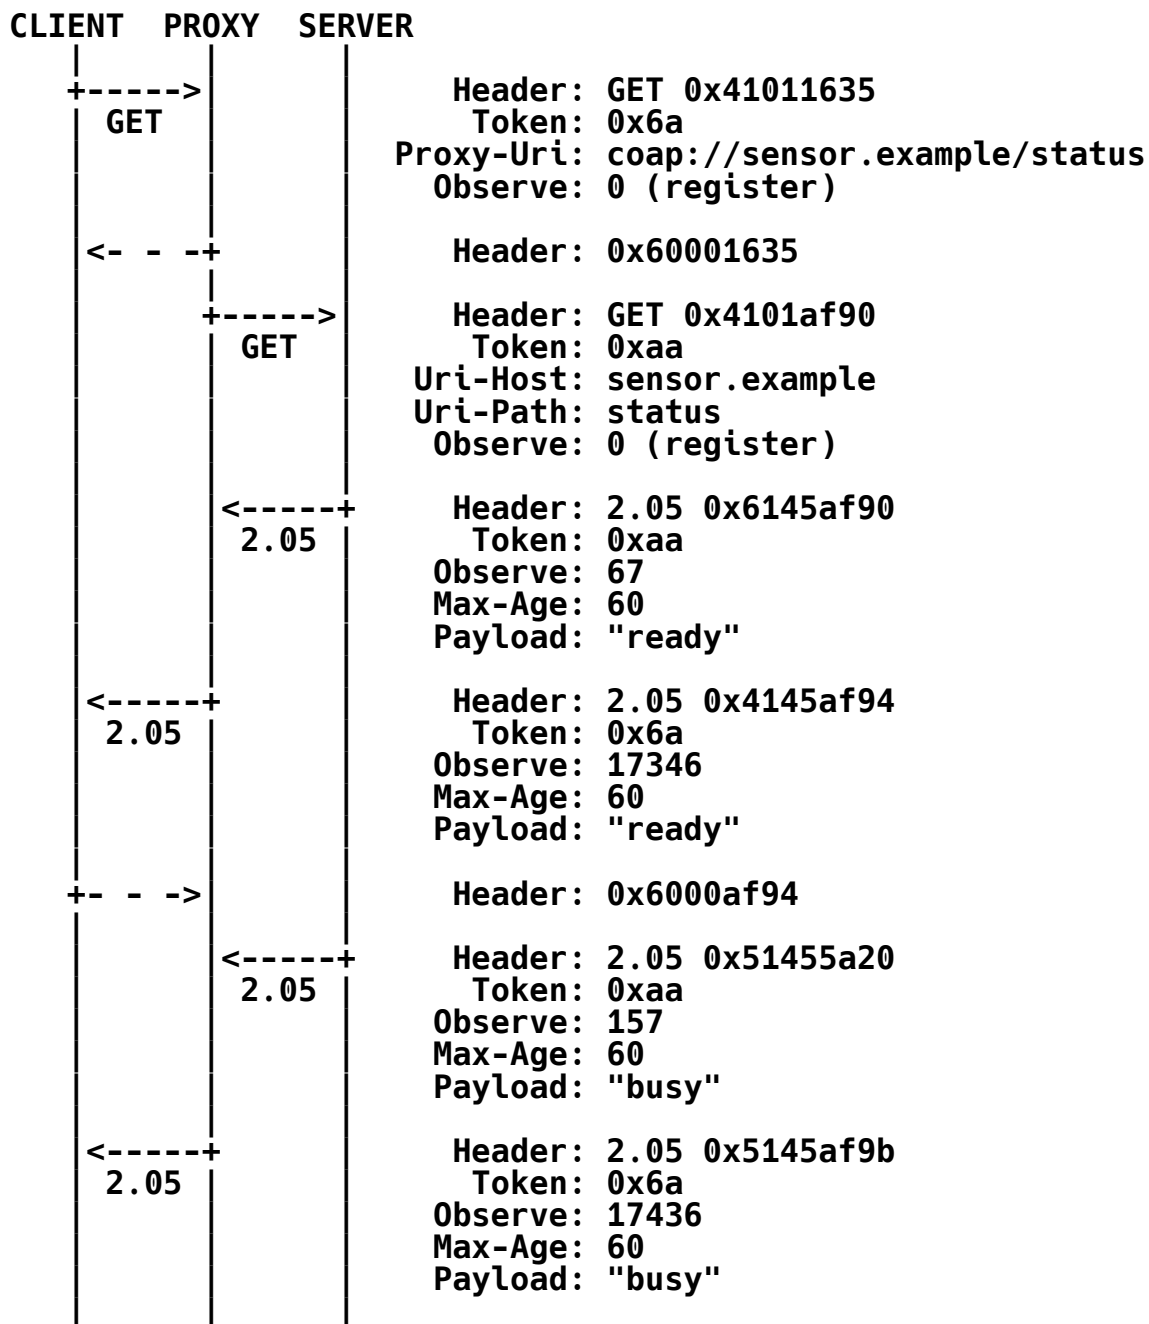 CLIENT  PROXY  SERVER
   |      |      |
   +----->|      |     Header: GET 0x41011635
   | GET  |      |      Token: 0x6a
   |      |      |  Proxy-Uri: coap://sensor.example/status
   |      |      |    Observe: 0 (register)
   |      |      |
   |<- - -+      |     Header: 0x60001635
   |      |      |
   |      +----->|     Header: GET 0x4101af90
   |      | GET  |      Token: 0xaa
   |      |      |   Uri-Host: sensor.example
   |      |      |   Uri-Path: status
   |      |      |    Observe: 0 (register)
   |      |      |
   |      |<-----+     Header: 2.05 0x6145af90
   |      | 2.05 |      Token: 0xaa
   |      |      |    Observe: 67
   |      |      |    Max-Age: 60
   |      |      |    Payload: "ready"
   |      |      |
   |<-----+      |     Header: 2.05 0x4145af94
   | 2.05 |      |      Token: 0x6a
   |      |      |    Observe: 17346
   |      |      |    Max-Age: 60
   |      |      |    Payload: "ready"
   |      |      |
   +- - ->|      |     Header: 0x6000af94
   |      |      |
   |      |<-----+     Header: 2.05 0x51455a20
   |      | 2.05 |      Token: 0xaa
   |      |      |    Observe: 157
   |      |      |    Max-Age: 60
   |      |      |    Payload: "busy"
   |      |      |
   |<-----+      |     Header: 2.05 0x5145af9b
   | 2.05 |      |      Token: 0x6a
   |      |      |    Observe: 17436
   |      |      |    Max-Age: 60
   |      |      |    Payload: "busy"
   |      |      |